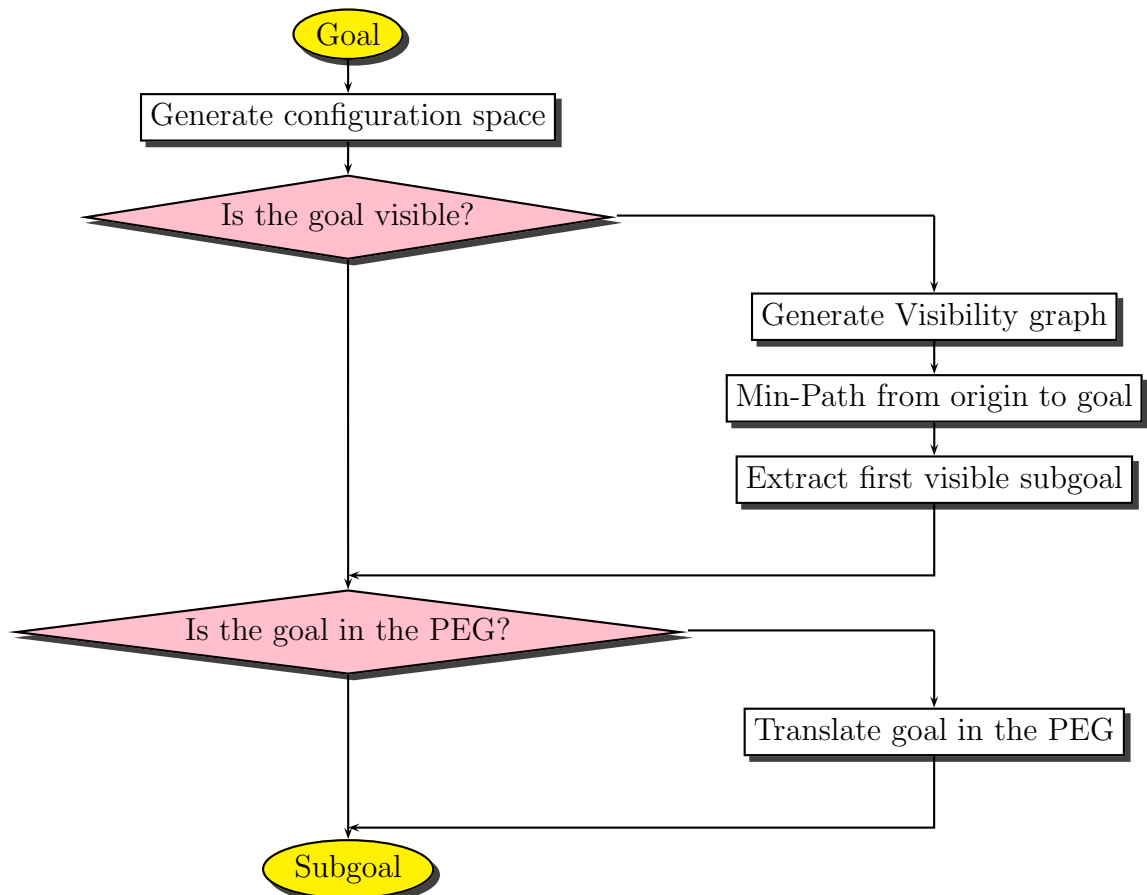 Goal
Generate configuration space
Is the goal visible?
Generate Visibility graph
Min-Path from origin to goal
Extract first visible subgoal
Is the goal in the PEG?
Translate goal in the PEG
Subgoal